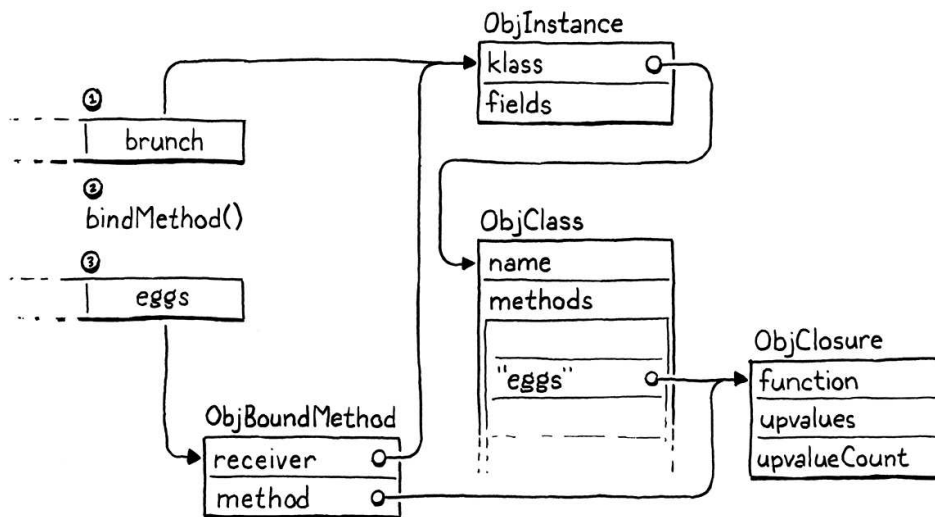 ObjInstance
klass
fields
1
brunch
2
bindMethod()
3
eggs
ObjClass
name
methods
"eggs"
ObjClosure
function
upvalues
upvalueCount
ObjBoundMethod
receiver
method